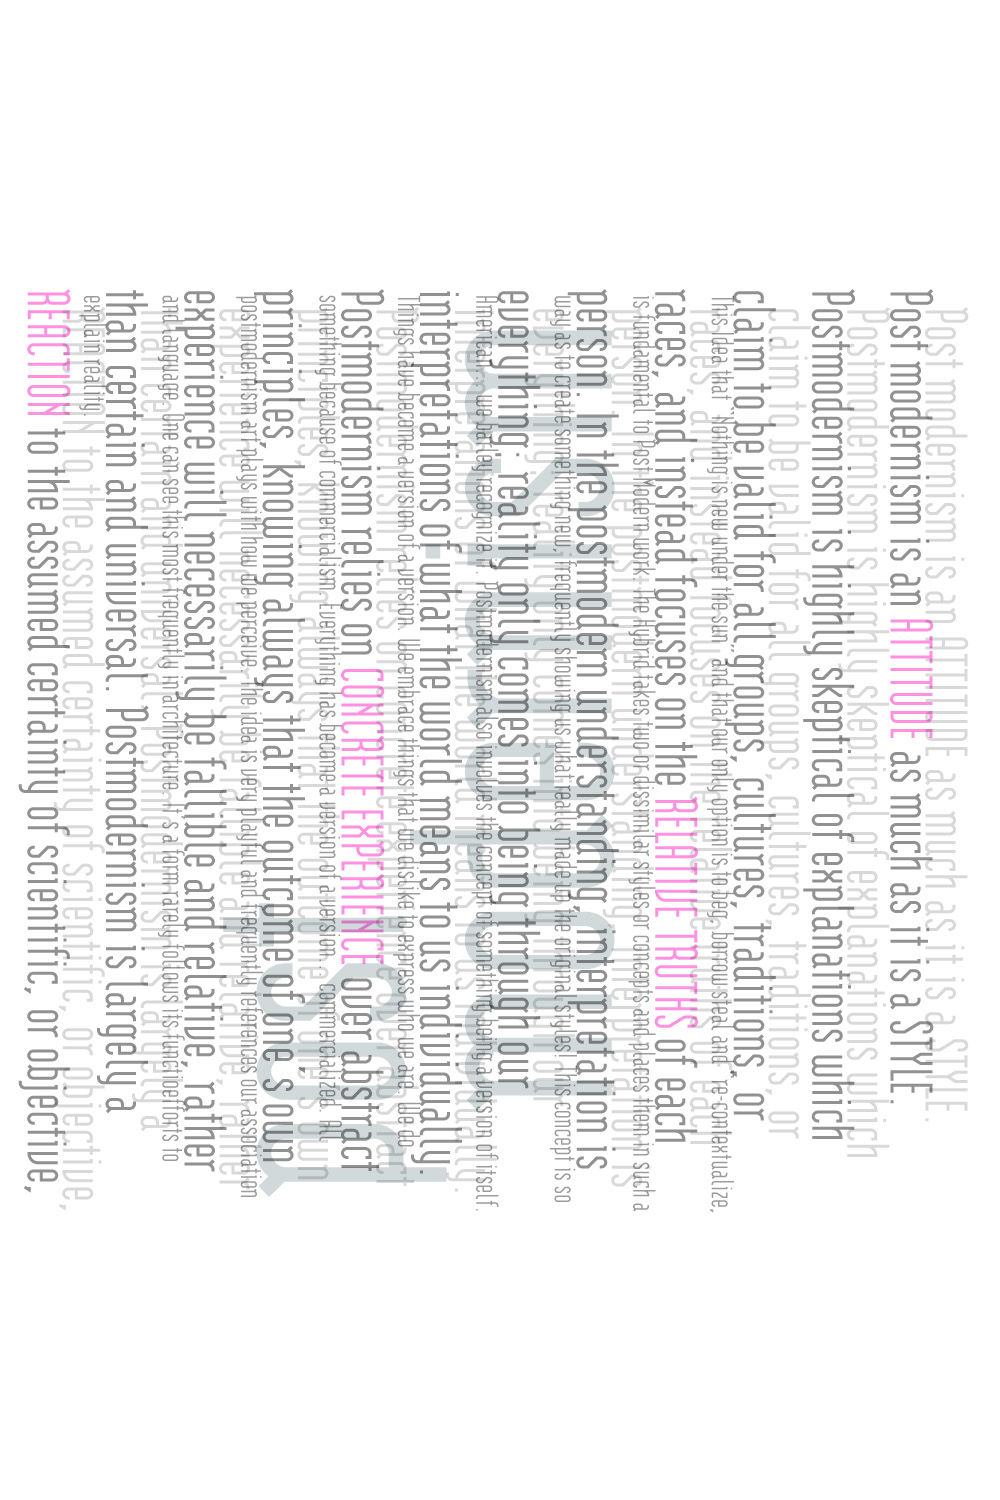 Post modernism is an ATTITUDE as much as it is a STYLE.
Postmodernism is highly skeptical of explanations which
claim to be valid for all groups, cultures, traditions, or
races, and instead focuses on the RELATIVE TRUTHS of each
person. In the postmodern understanding, interpretation is
everything; reality only comes into being through our
interpretations of what the world means to us individually.
Postmodernism relies on CONCRETE EXPERIENCE over abstract
principles, knowing always that the outcome of one's own
experience will necessarily be fallible and relative, rather
than certain and universal. Postmodernism is largely a
REACTION to the assumed certainty of scientific, or objective,
This idea that "Nothing is new under the sun" and that our only option is to beg, borrow steal and re-contextualize,
is fundamental to Post Modern work. The Hybrid takes two or dissimilar styles or concepts and places them in such a
way as to create something new, frequently showing us what really made up the original styles! This concept is so
American we barely recognize it. Postmodernism also involves the concept of something being a version of itself.
Things have become a version of a version. We embrace things that we dislike to express who we are. We do
something because of commercialism. Everything has become a version of a version... commercialized. All
postmodernism art plays with how we percive. The idea is very playful and frequently references our association
and language. One can see this most frequently in architecture. It's a form rarely follows its function efforts to
explain reality.
post
modernism